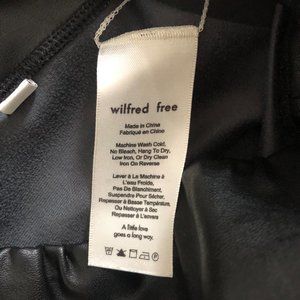 wilfred free
Made in China
Fabriqué en Chine
Machine Wash Cold,
No Bleach, Hang To Dry,
Low Iron, Or Dry Clean
Iron On Reverse
Laver à La Machine à
L'eau Froide,
Pas De Blanchiment,
Suspendre Pour Sécher,
Repasser à Basse Température,
Ou Nettoyer à Sec
Repasser à L'envers
A little love
goes a long way.